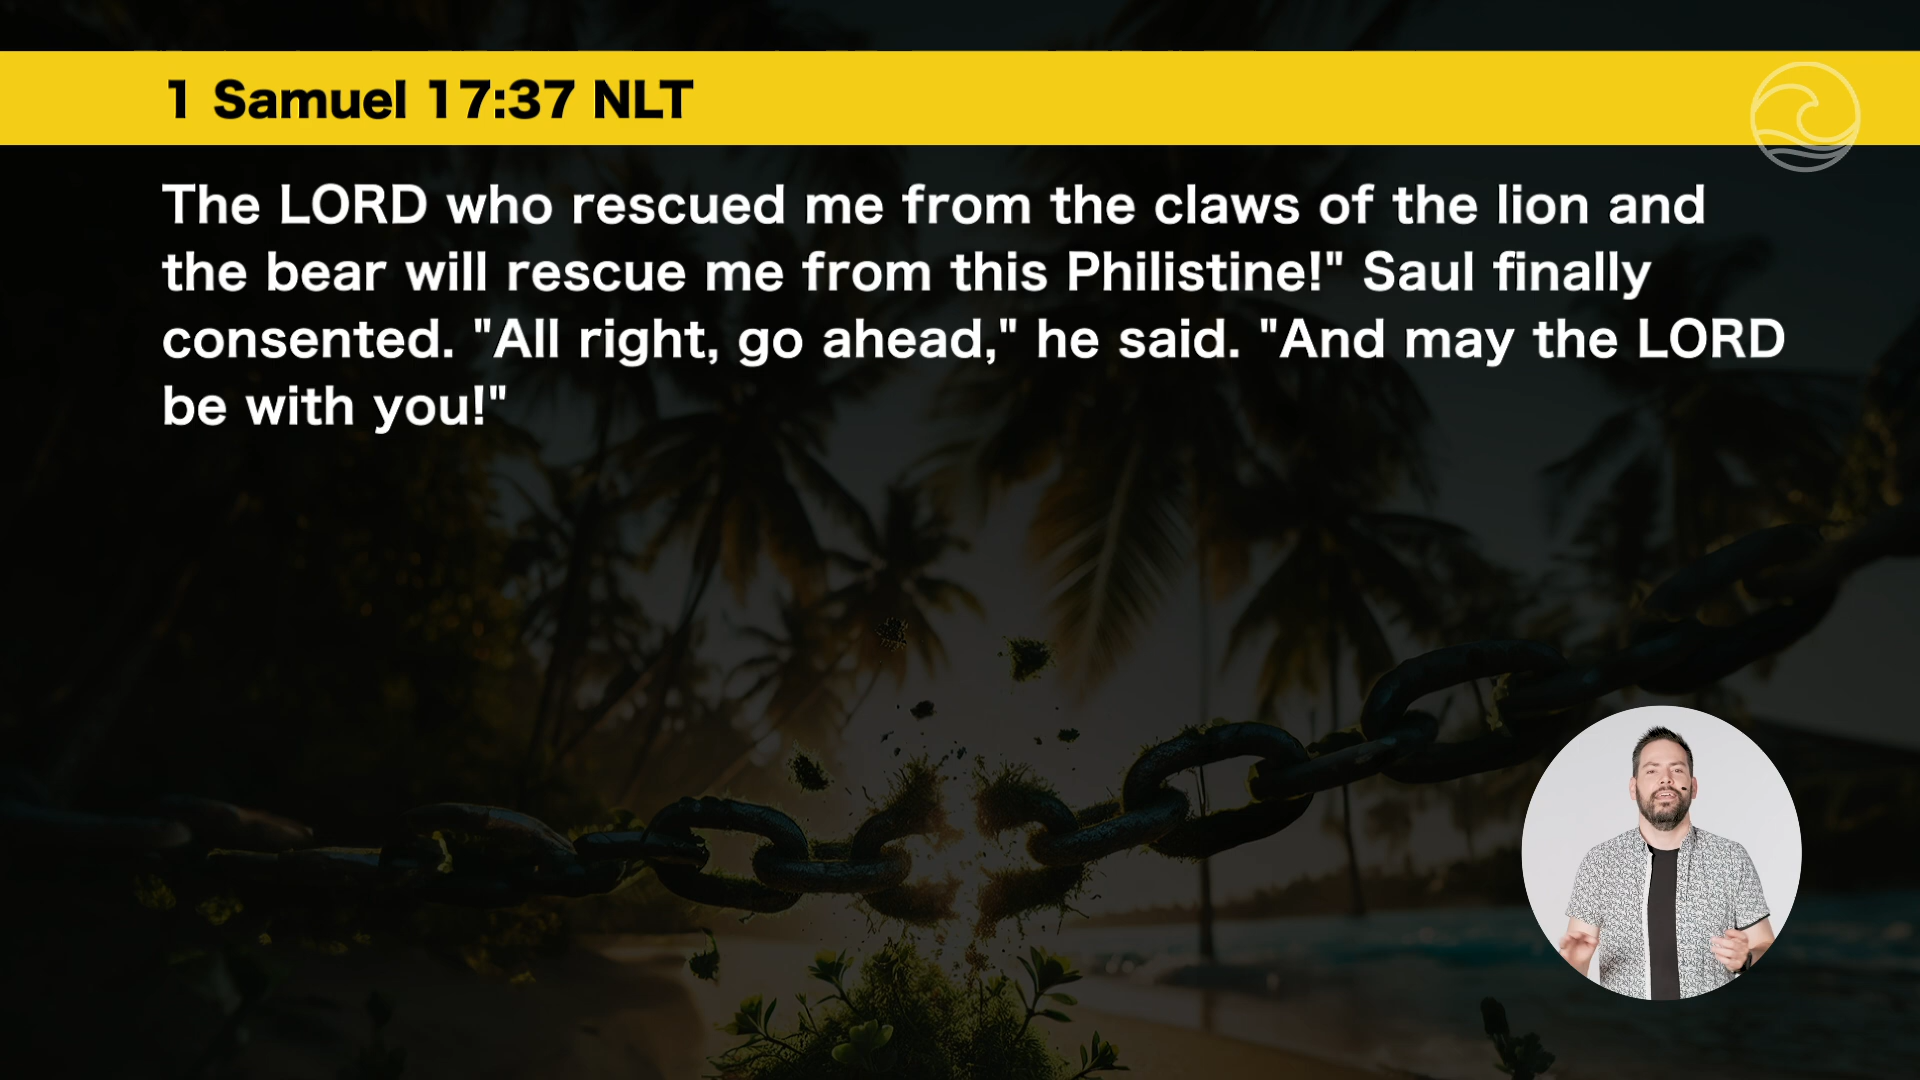 1 Samuel 17:37 NLT
The LORD who rescued me from the claws of the lion and
the bear will rescue me from this Philistine!" Saul finally
consented. "All right, go ahead," he said. "And may the LORD
be with you!"